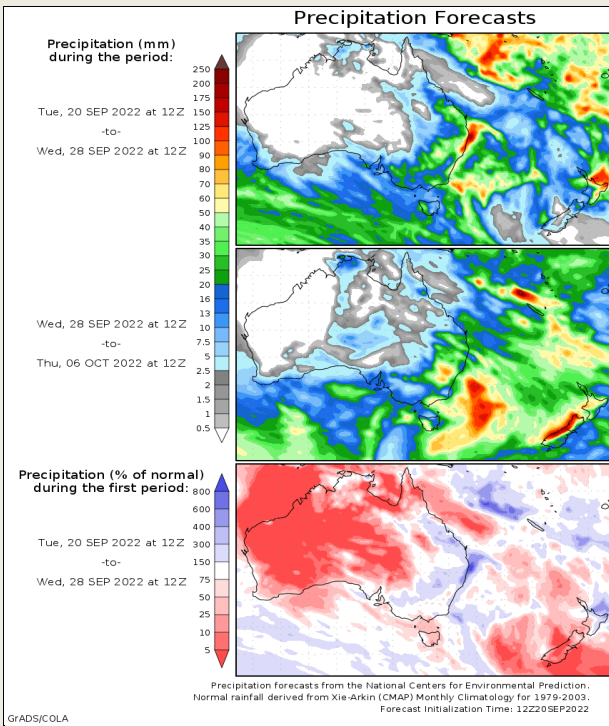 Precipitation Forecasts
Precipitation (mm)
during the period:
Tue, 20 SEP 2022 at 12Z
-to-
Wed, 28 SEP 2022 at 12Z
250
200
175
150
125
100
90
80
70
60
50
40
35
30
25
20
16
13
10
7.5
5
2.5
2
1.5
1
0.5
Wed, 28 SEP 2022 at 12Z
-to-
Thu, 06 OCT 2022 at 12Z
Precipitation (% of normal)
during the first period:
Tue, 20 SEP 2022 at 12Z
-to-
Wed, 28 SEP 2022 at 12Z
800
600
400
300
150
75
50
25
10
5
Precipitation forecasts from the National Centers for Environmental Prediction.
Normal rainfall derived from Xie-Arkin (CMAP) Monthly Climatology for 1979-2003.
Forecast Initialization Time: 12Z20SEP2022
GrADS/COLA